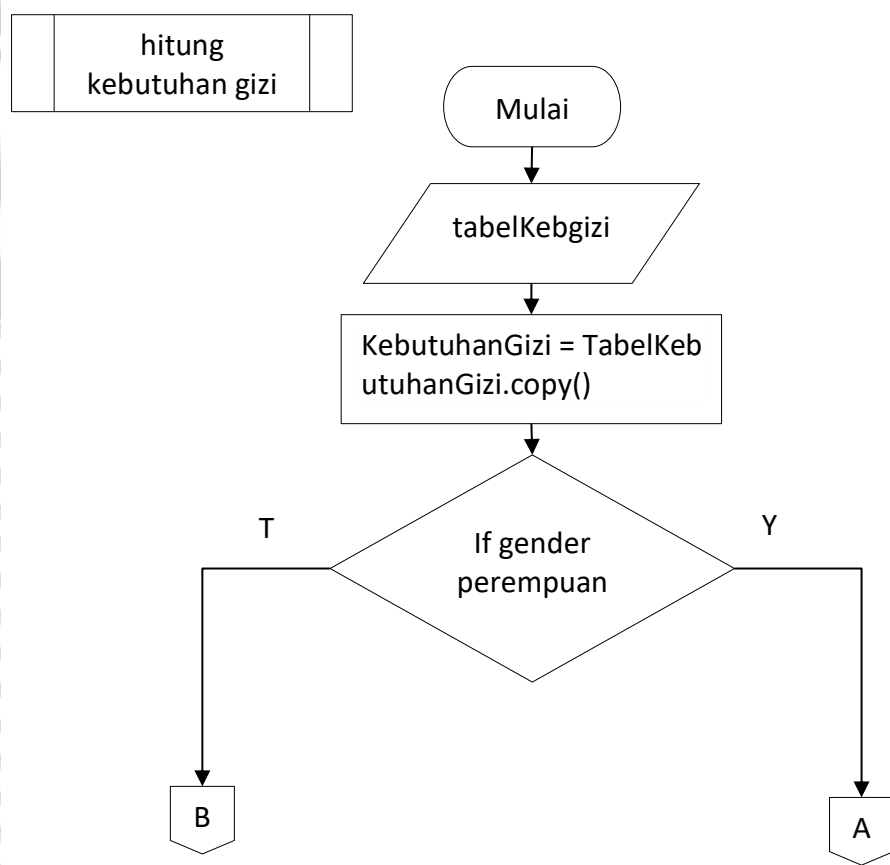 hitung
kebutuhan gizi
Mulai
tabelKebgizi
KebutuhanGizi = TabelKeb
utuhanGizi.copy()
T
Y
If gender
perempuan
B
A